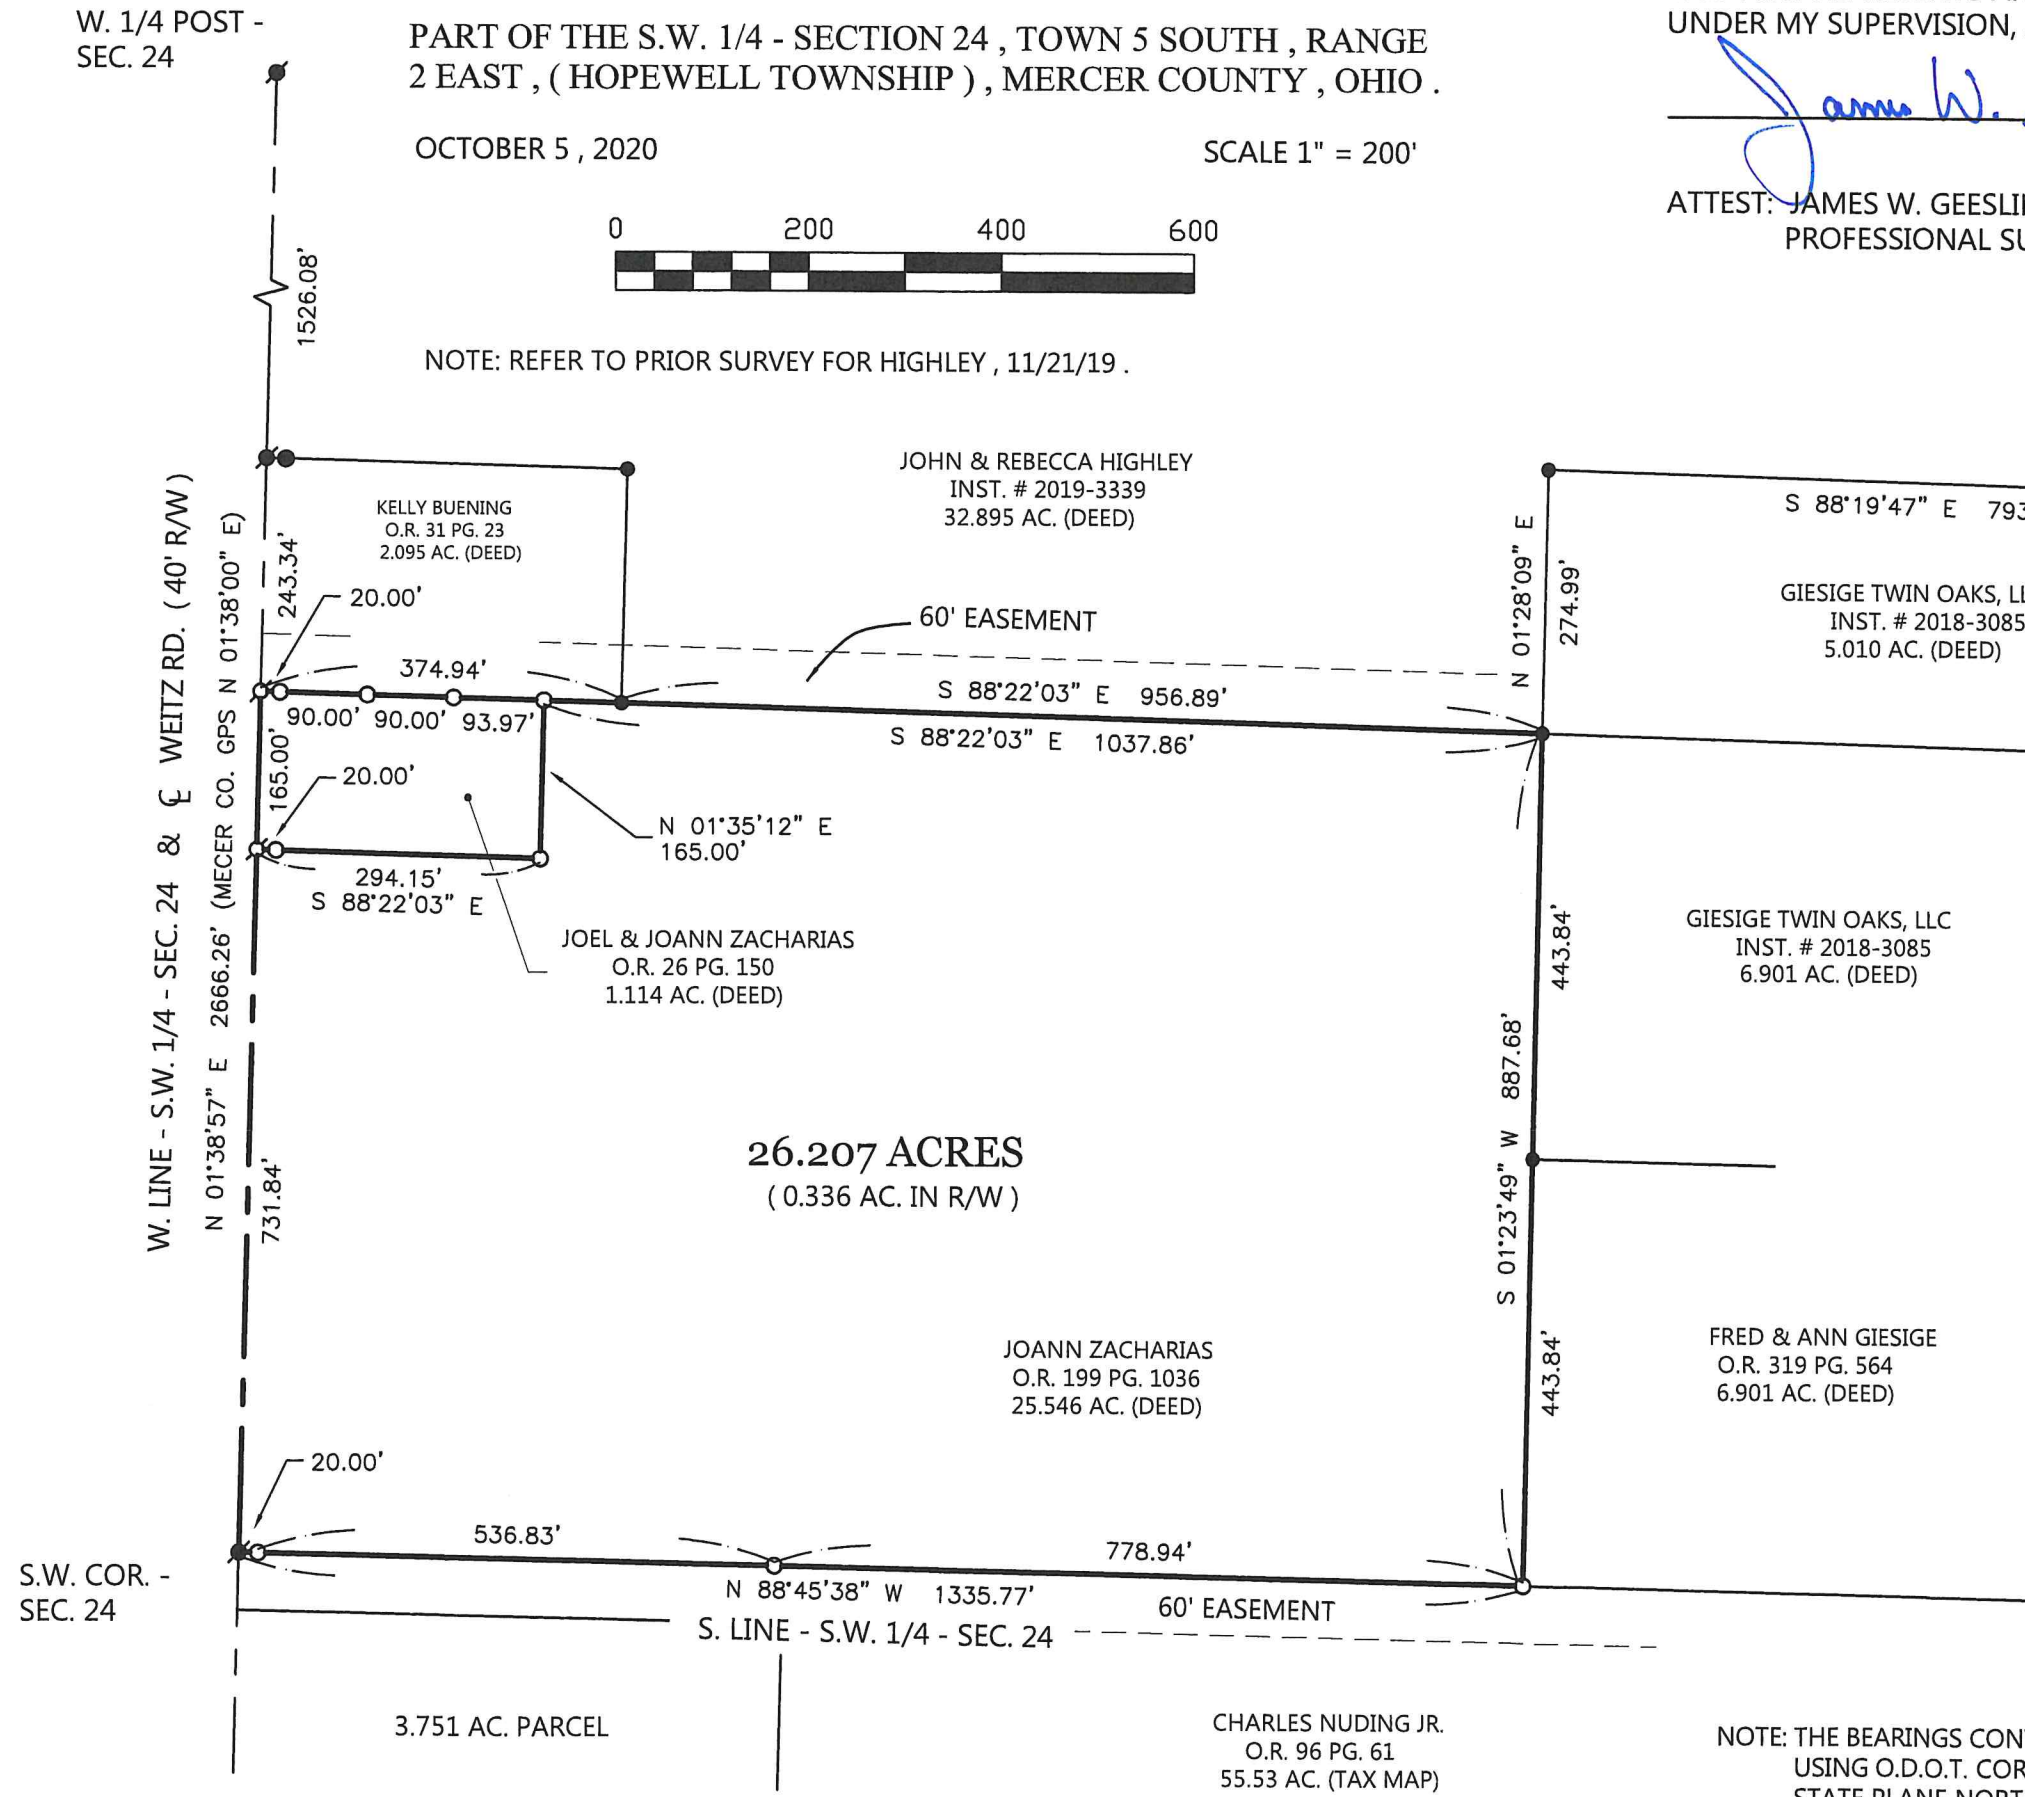 W. 1/4 POST -
SEC. 24
PART OF THE S.W. 1/4 - SECTION 24 , TOWN 5 SOUTH , RANGE
2 EAST , ( HOPEWELL TOWNSHIP ) , MERCER COUNTY , OHIO .
OCTOBER 5 , 2020
SCALE 1" = 200'
UNDER MY SUPERVISION,
James W.
ATTEST: JAMES W. GEESLI
PROFESSIONAL SU
0 200 400 600
NOTE: REFER TO PRIOR SURVEY FOR HIGHLEY , 11/21/19 .
1526.08'
W. LINE - S.W. 1/4 - SEC. 24 & ℄ WEITZ RD. ( 40' R/W )
N 01°38'57" E 2666.26' (MECER CO. GPS N 01°38'00" E)
243.34'
KELLY BUENING
O.R. 31 PG. 23
2.095 AC. (DEED)
20.00'
JOHN & REBECCA HIGHLEY
INST. # 2019-3339
32.895 AC. (DEED)
60' EASEMENT
N 01°28'09" E
274.99'
S 88°19'47" E 793
GIESIGE TWIN OAKS, L
INST. # 2018-3085
5.010 AC. (DEED)
374.94'
S 88°22'03" E 956.89'
90.00' 90.00' 93.97'
S 88°22'03" E 1037.86'
165.00'
20.00'
N 01°35'12" E
165.00'
294.15'
S 88°22'03" E
JOEL & JOANN ZACHARIAS
O.R. 26 PG. 150
1.114 AC. (DEED)
443.84'
GIESIGE TWIN OAKS, LLC
INST. # 2018-3085
6.901 AC. (DEED)
S 01°23'49" W 887.68'
26.207 ACRES
( 0.336 AC. IN R/W )
731.84'
JOANN ZACHARIAS
O.R. 199 PG. 1036
25.546 AC. (DEED)
443.84'
FRED & ANN GIESIGE
O.R. 319 PG. 564
6.901 AC. (DEED)
20.00'
536.83'
778.94'
S.W. COR. -
SEC. 24
N 88°45'38" W 1335.77'
60' EASEMENT
S. LINE - S.W. 1/4 - SEC. 24
3.751 AC. PARCEL
CHARLES NUDING JR.
O.R. 96 PG. 61
55.53 AC. (TAX MAP)
NOTE: THE BEARINGS CON
USING O.D.O.T. COR
STATE PLANE NORT